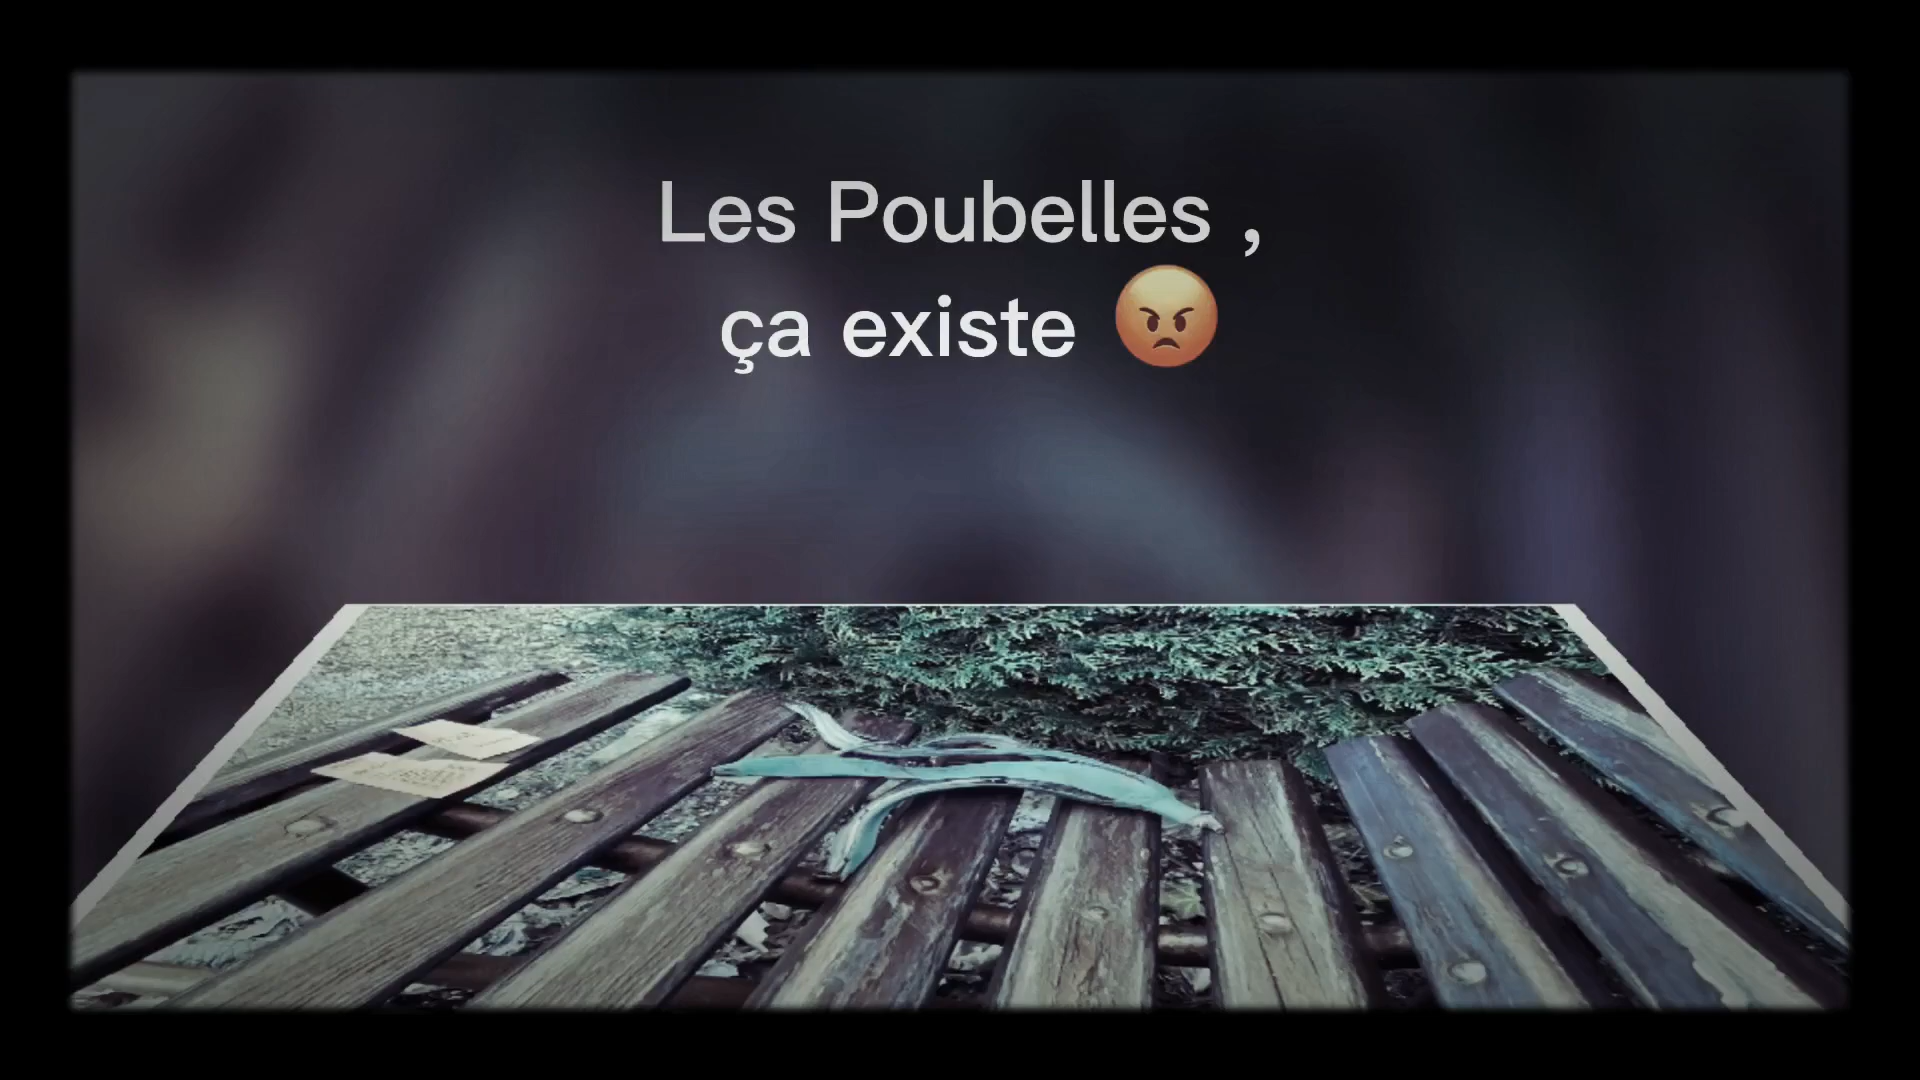 Les Poubelles ,
ça existe 😡